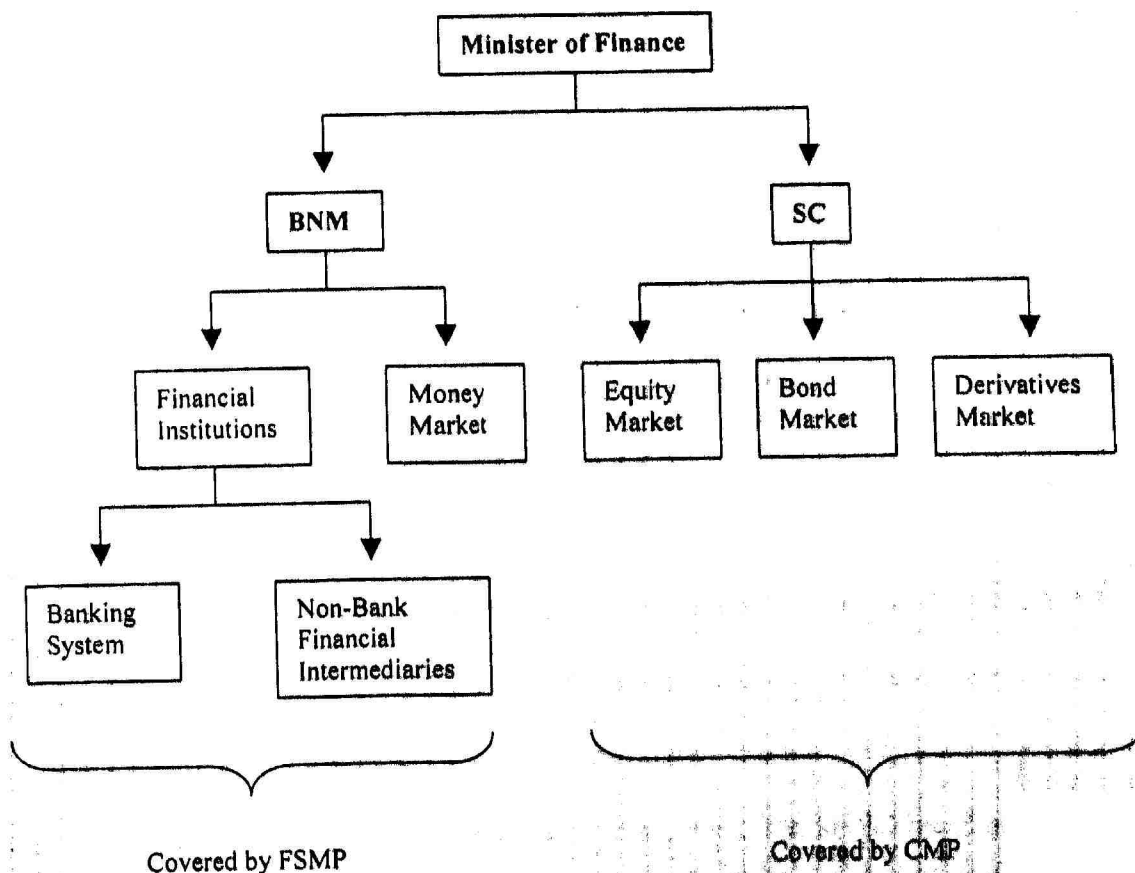 Minister of Finance
BNM
SC
Financial
Institutions
Money
Market
Equity
Market
Bond
Market
Derivatives
Market
Banking
System
Non-Bank
Financial
Intermediaries
Covered by FSMP
Covered by CMP